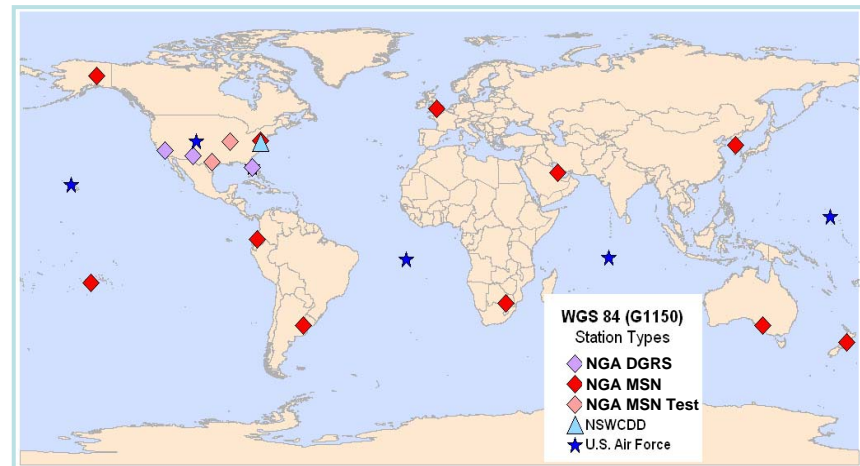 WGS 84 (G1150)
Station Types
NGA DGRS
NGA MSN
NGA MSN Test
NSWCDD
U.S. Air Force